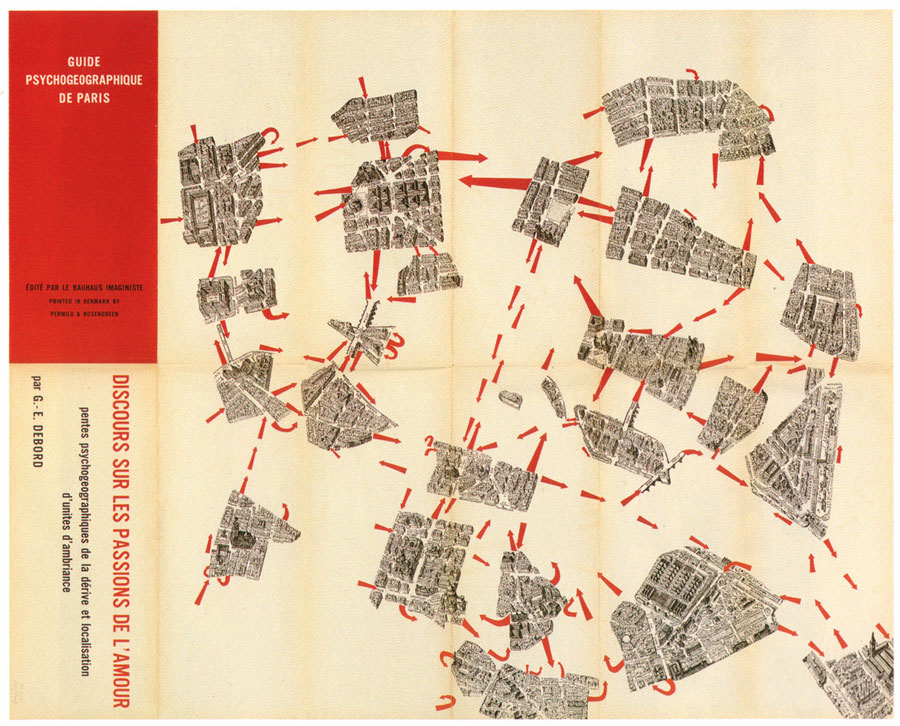 GUIDE
PSYCHOGEOGRAPHIQUE
DE PARIS
ÉDITÉ PAR LE BAUHAUS IMAGINISTE
PRINTED IN DENMARK BY
PERMILD & ROSENGREEN
DISCOURS SUR LES PASSIONS DE L'AMOUR
pentes psychogeographiques de la dérive et localisation
d'unites d'ambriance
par G.-E. DEBORD